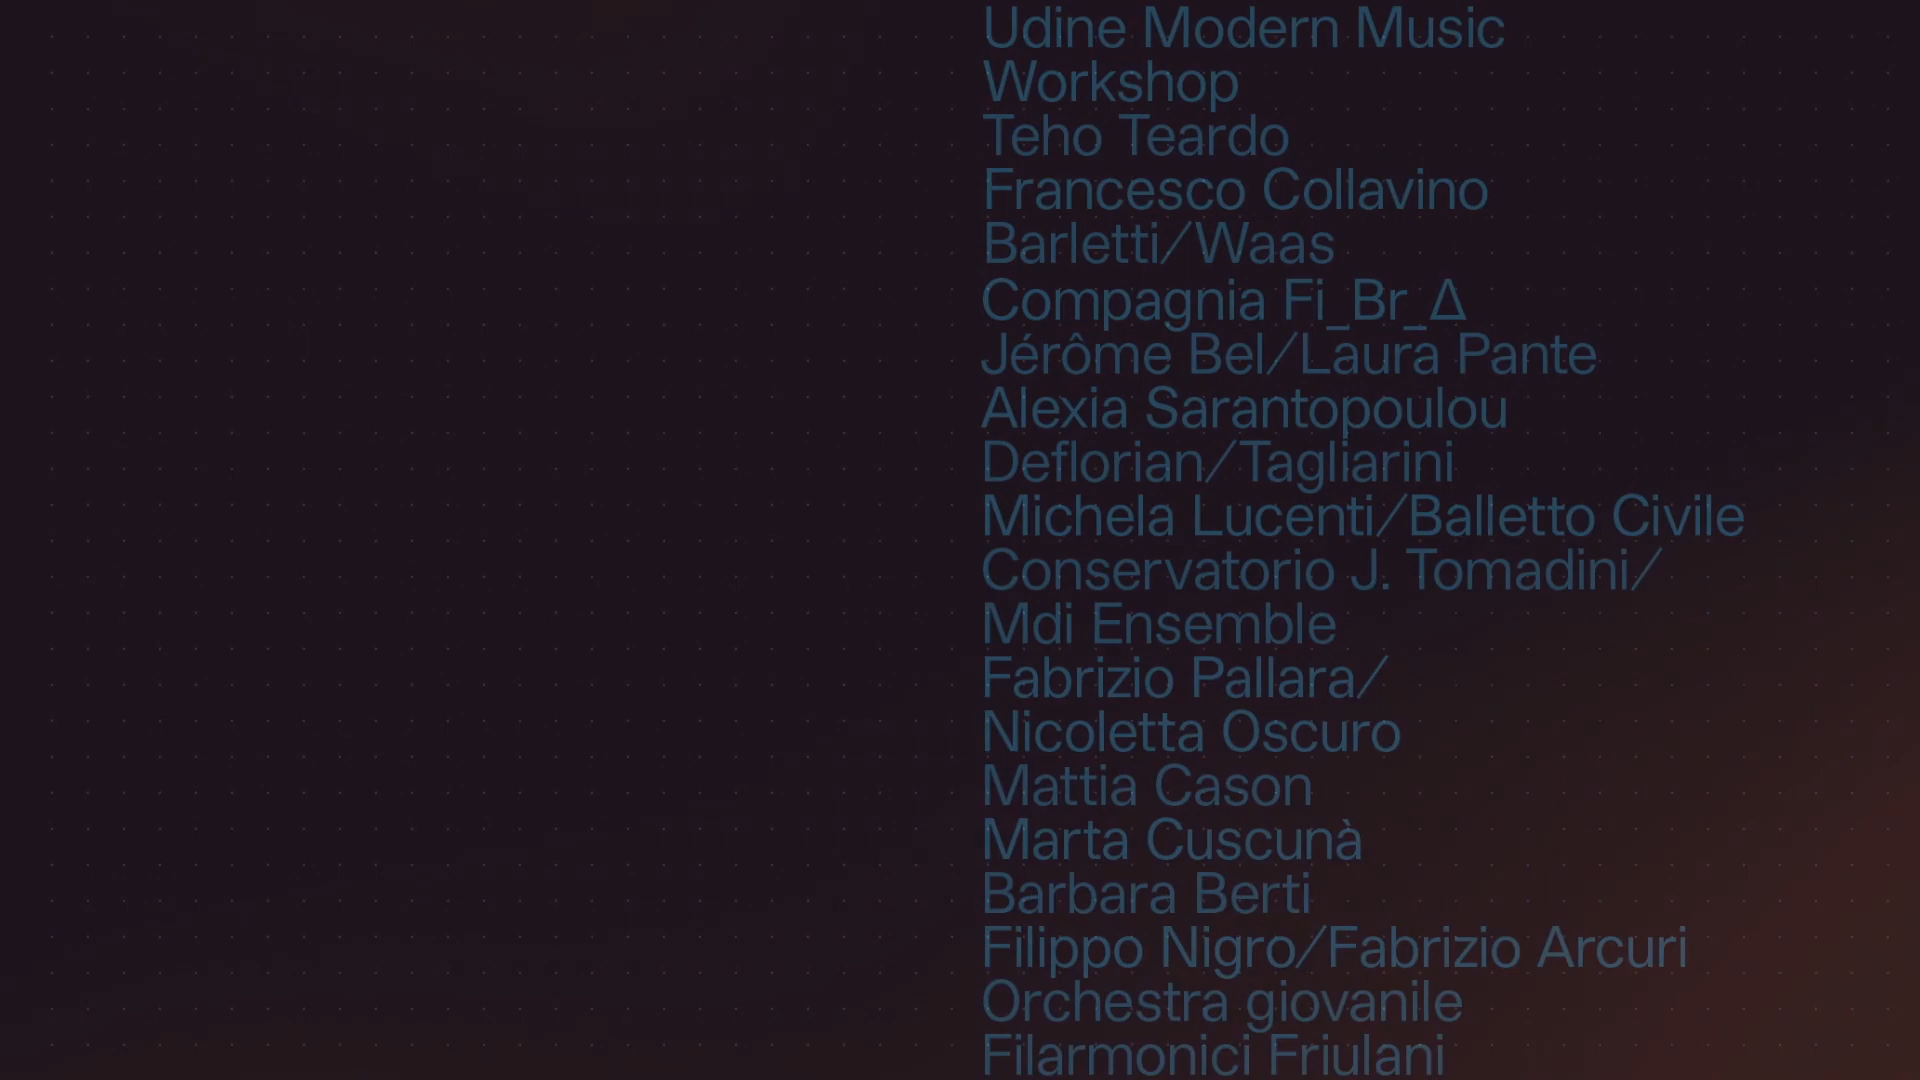 Udine Modern Music
Workshop
Teho Teardo
Francesco Collavino
Barletti/Waas
Compagnia Fi_Br_Δ
Jérôme Bel/Laura Pante
Alexia Sarantopoulou
Deflorian/Tagliarini
Michela Lucenti/Balletto Civile
Conservatorio J. Tomadini/
Mdi Ensemble
Fabrizio Pallara/
Nicoletta Oscuro
Mattia Cason
Marta Cuscunà
Barbara Berti
Filippo Nigro/Fabrizio Arcuri
Orchestra giovanile
Filarmonici Friulani